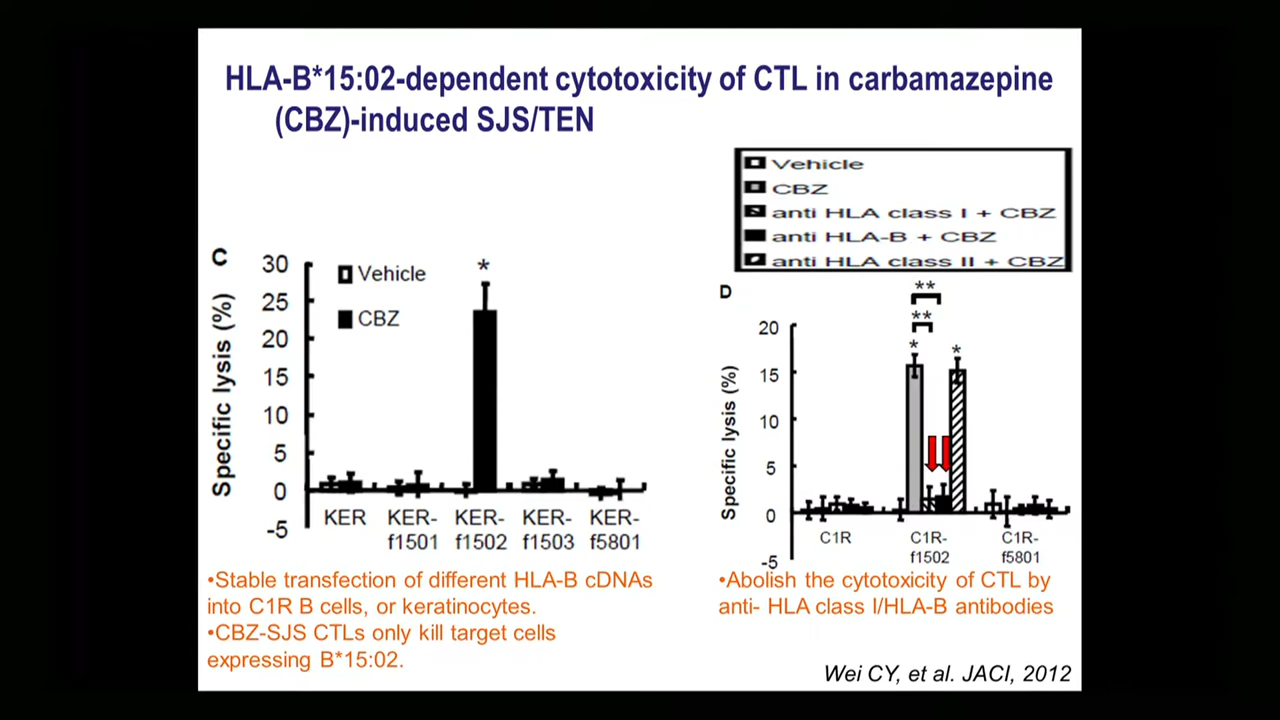 HLA-B*15:02-dependent cytotoxicity of CTL in carbamazepine
(CBZ)-induced SJS/TEN
Vehicle
CBZ
anti HLA class I + CBZ
anti HLA-B + CBZ
anti HLA class II + CBZ
C
Specific lysis (%)
30
25
20
15
10
5
0
-5
Vehicle
CBZ
*
KER
KER-
f1501
KER-
f1502
KER-
f1503
KER-
f5801
D
Specific lysis (%)
20
15
10
5
0
-5
**
**
*
*
C1R
C1R-
f1502
C1R-
f5801
•Stable transfection of different HLA-B cDNAs
into C1R B cells, or keratinocytes.
•CBZ-SJS CTLs only kill target cells
expressing B*15:02.
•Abolish the cytotoxicity of CTL by
anti- HLA class I/HLA-B antibodies
Wei CY, et al. JACI, 2012